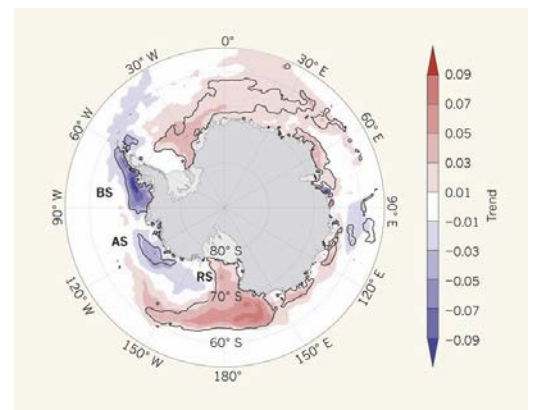 0°
30° W
30° E
60° W
60° E
BS
90° W
90° E
AS
80° S
RS
70° S
120° W
120° E
60° S
150° W
150° E
180°
0.09
0.07
0.05
0.03
0.01
−0.01
−0.03
−0.05
−0.07
−0.09
Trend